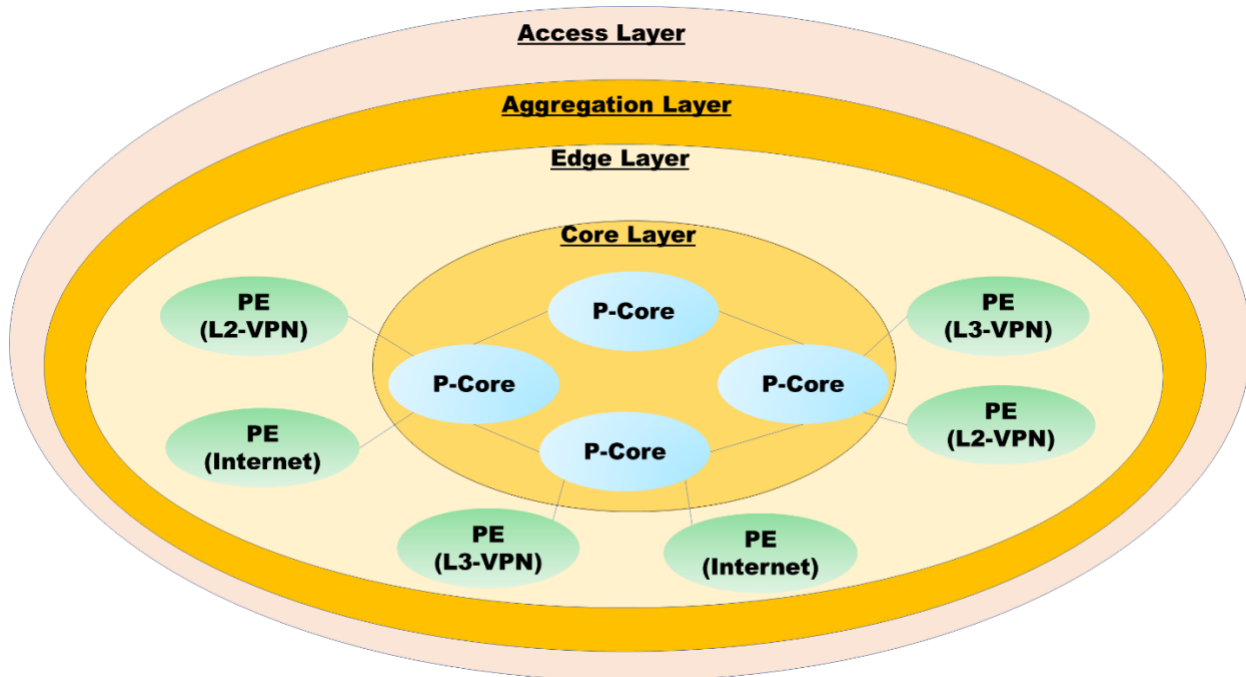 Access Layer
Aggregation Layer
Edge Layer
Core Layer
PE
(L2-VPN)
P-Core
PE
(L3-VPN)
P-Core
P-Core
PE
(Internet)
P-Core
PE
(L2-VPN)
PE
(L3-VPN)
PE
(Internet)